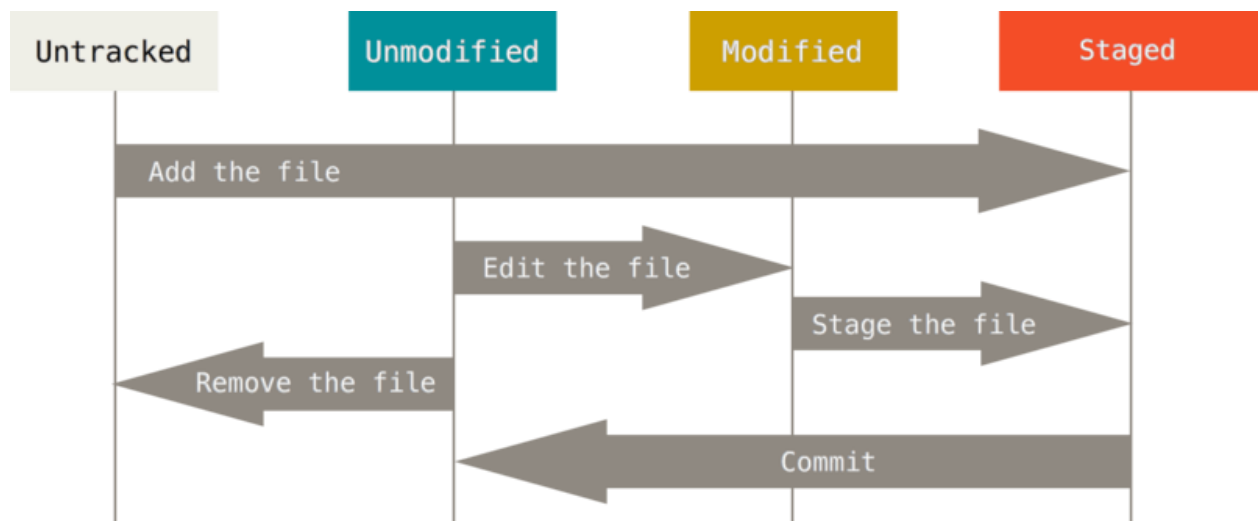 Untracked
Unmodified
Modified
Staged
Add the file
Edit the file
Stage the file
Remove the file
Commit